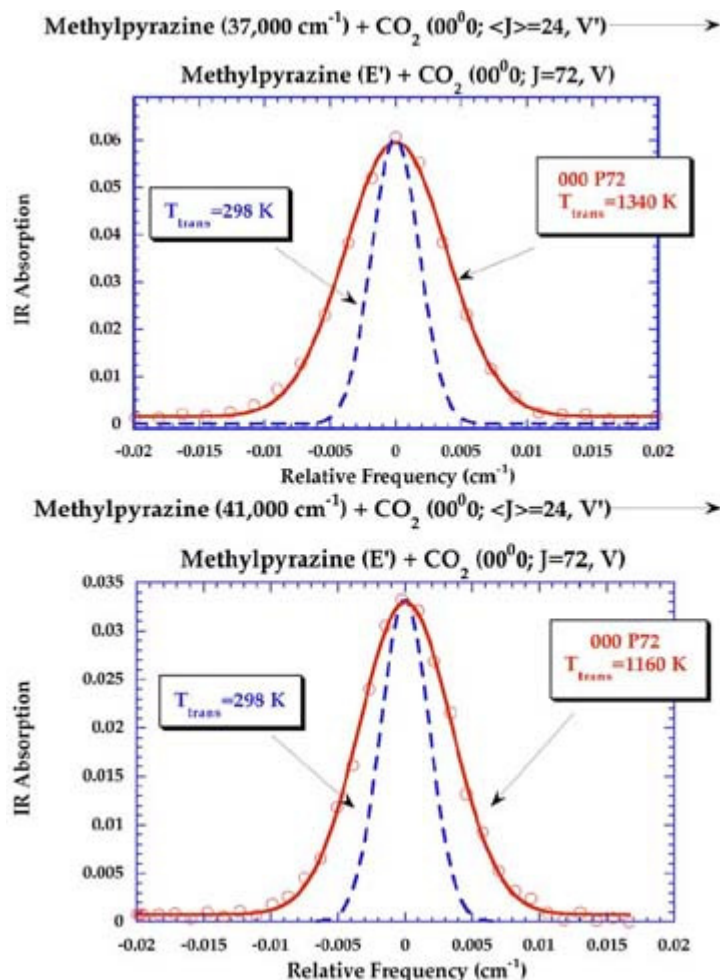 Methylpyrazine (37,000 cm⁻¹) + CO₂ (00⁰0; <J>=24, V')
Methylpyrazine (E') + CO₂ (00⁰0; J=72, V)
0.06
0.05
0.04
0.03
0.02
0.01
0
IR Absorption
T_trans=298 K
000 P72
T_trans=1340 K
-0.02 -0.015 -0.01 -0.005 0 0.005 0.01 0.015 0.02
Relative Frequency (cm⁻¹)
Methylpyrazine (41,000 cm⁻¹) + CO₂ (00⁰0; <J>=24, V')
Methylpyrazine (E') + CO₂ (00⁰0; J=72, V)
0.035
0.03
0.025
0.02
0.015
0.01
0.005
0
IR Absorption
T_trans=298 K
000 P72
T_trans=1160 K
-0.02 -0.015 -0.01 -0.005 0 0.005 0.01 0.015 0.02
Relative Frequency (cm⁻¹)